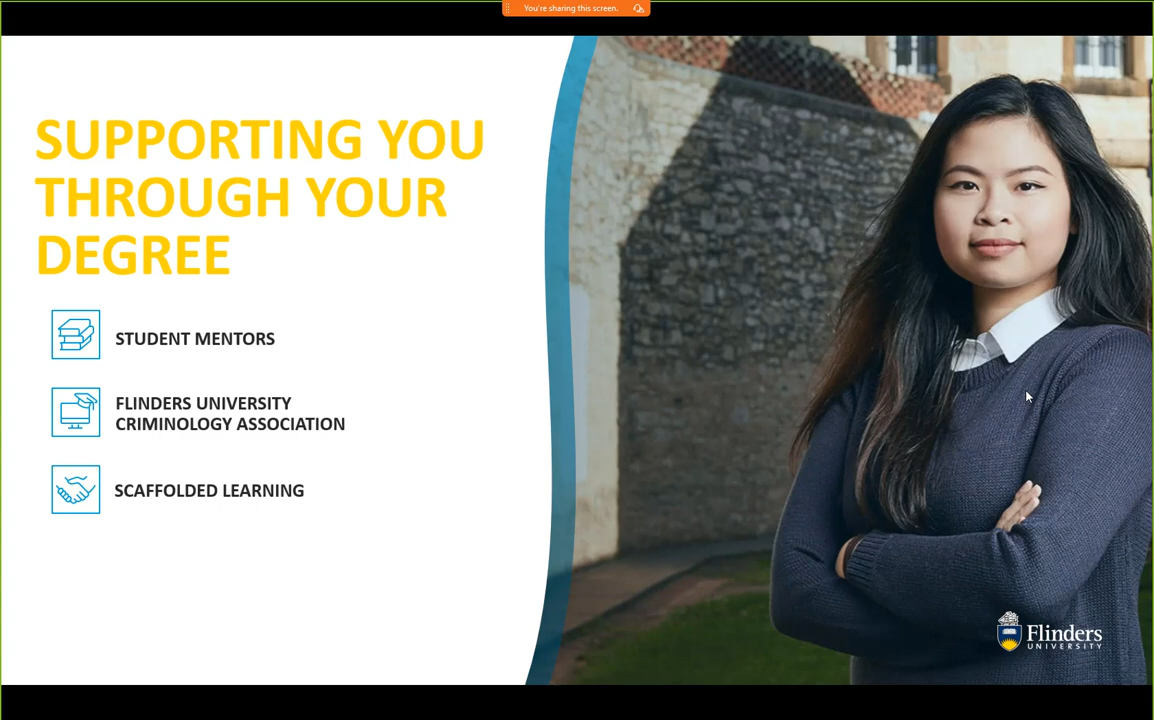 You're sharing this screen.
SUPPORTING YOU
THROUGH YOUR
DEGREE
STUDENT MENTORS
FLINDERS UNIVERSITY
CRIMINOLOGY ASSOCIATION
SCAFFOLDED LEARNING
Flinders
UNIVERSITY